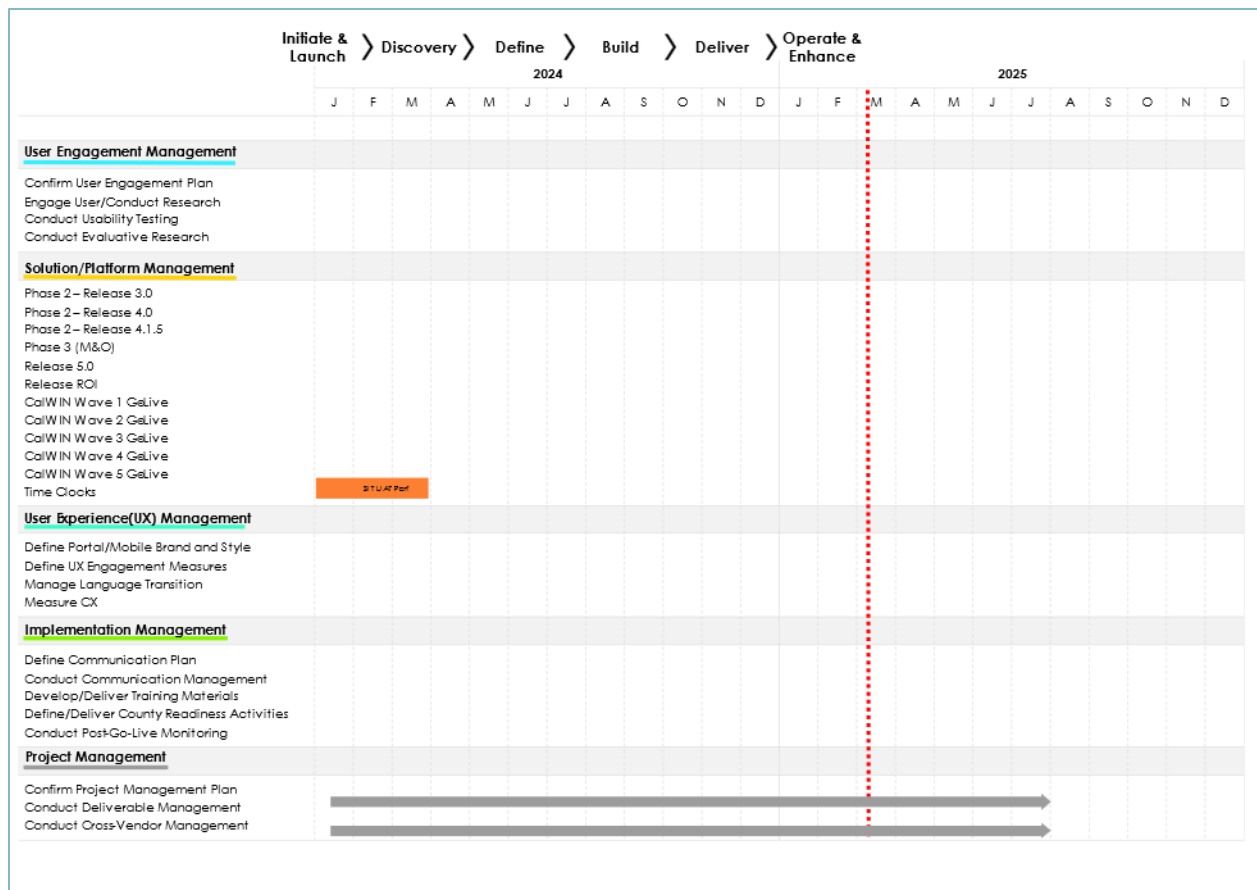 Initiate & Launch Discovery Define Build Deliver Operate & Enhance
2024 2025
J F M A M J J A S O N D J F M A M J J A S O N D
User Engagement Management
Confirm User Engagement Plan
Engage User/Conduct Research
Conduct Usability Testing
Conduct Evaluative Research
Solution/Platform Management
Phase 2 – Release 3.0
Phase 2 – Release 4.0
Phase 2 – Release 4.1.5
Phase 3 (M&O)
Release 5.0
Release ROI
CalWIN Wave 1 GoLive
CalWIN Wave 2 GoLive
CalWIN Wave 3 GoLive
CalWIN Wave 4 GoLive
CalWIN Wave 5 GoLive
Time Clocks
User Experience(UX) Management
Define Portal/Mobile Brand and Style
Define UX Engagement Measures
Manage Language Transition
Measure CX
Implementation Management
Define Communication Plan
Conduct Communication Management
Develop/Deliver Training Materials
Define/Deliver County Readiness Activities
Conduct Post-Go-Live Monitoring
Project Management
Confirm Project Management Plan
Conduct Deliverable Management
Conduct Cross-Vendor Management